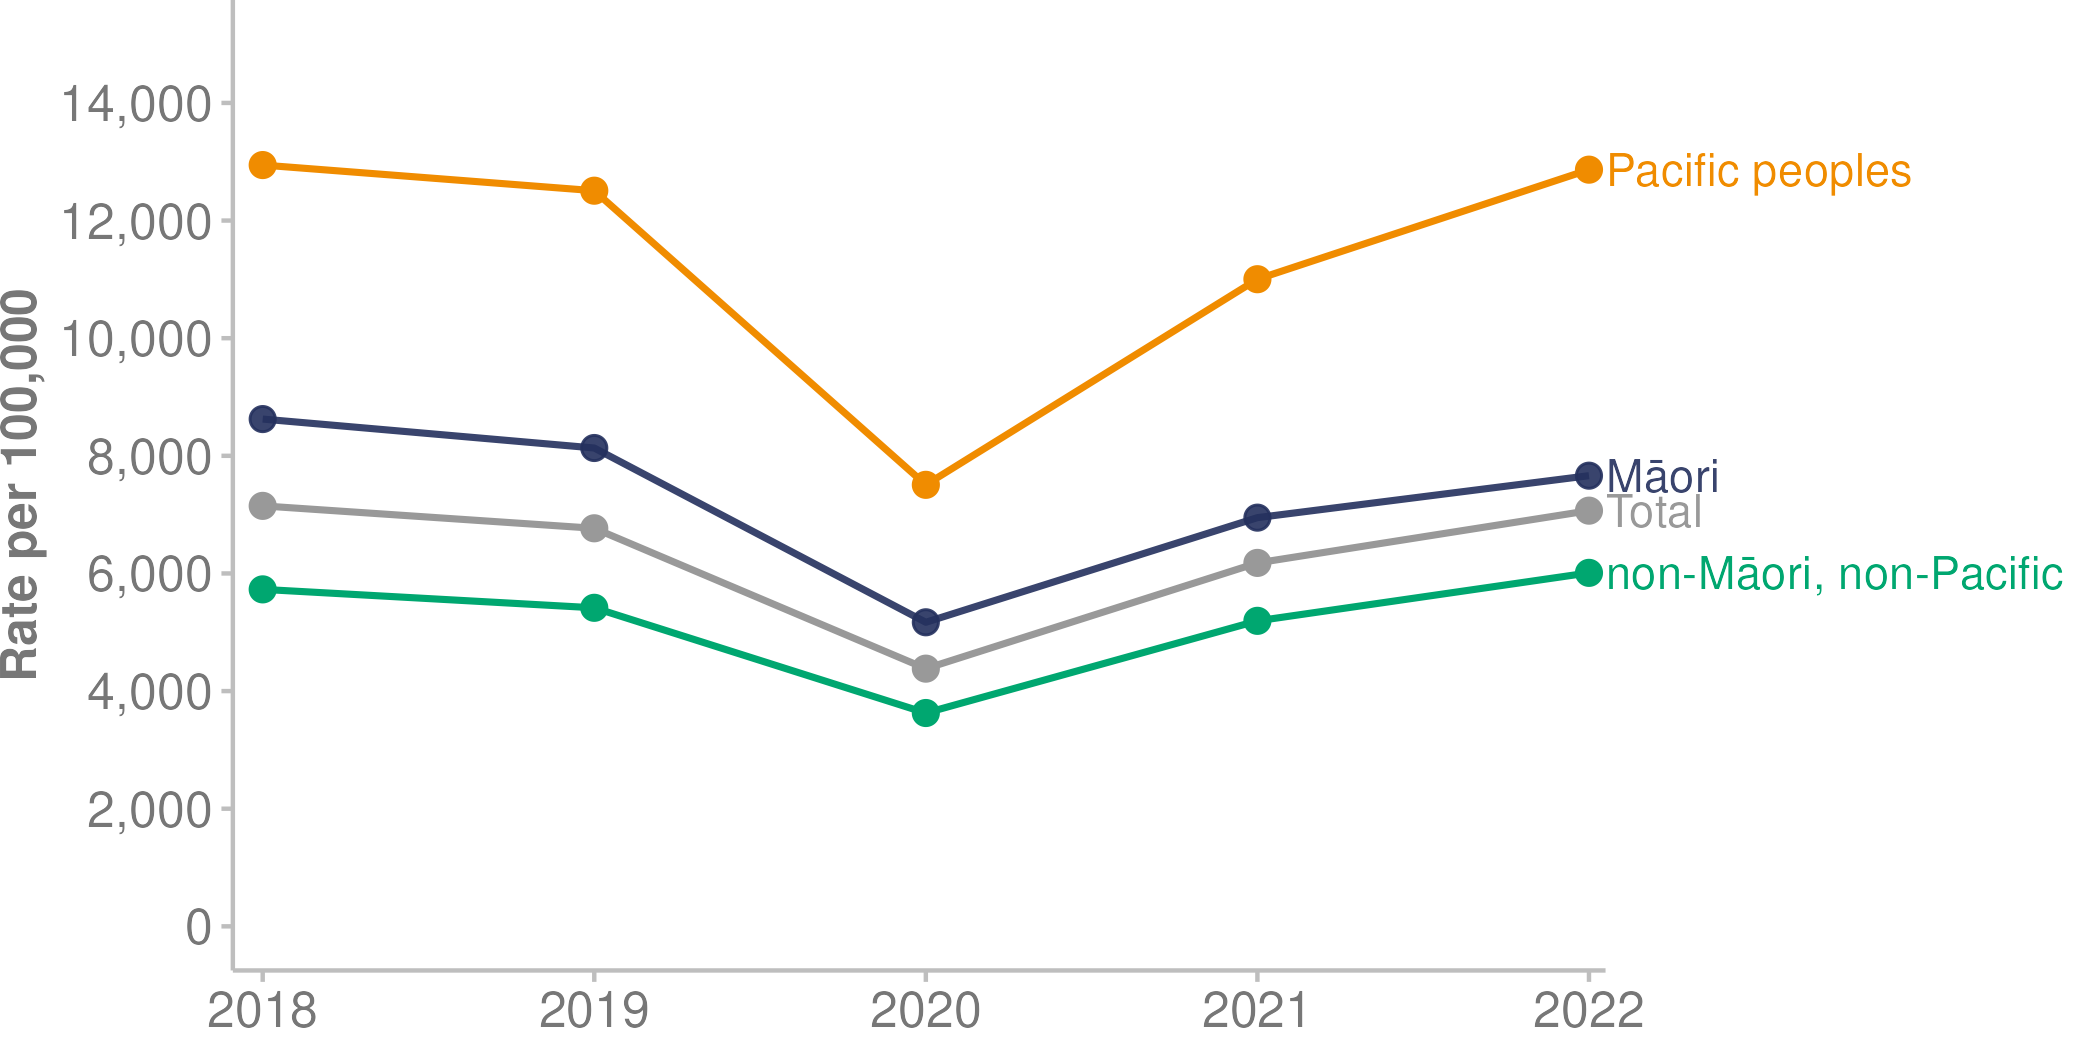 Rate per 100,000
14,000
12,000
10,000
8,000
6,000
4,000
2,000
0
Pacific peoples
Māori
Total
non-Māori, non-Pacific
2018 2019 2020 2021 2022